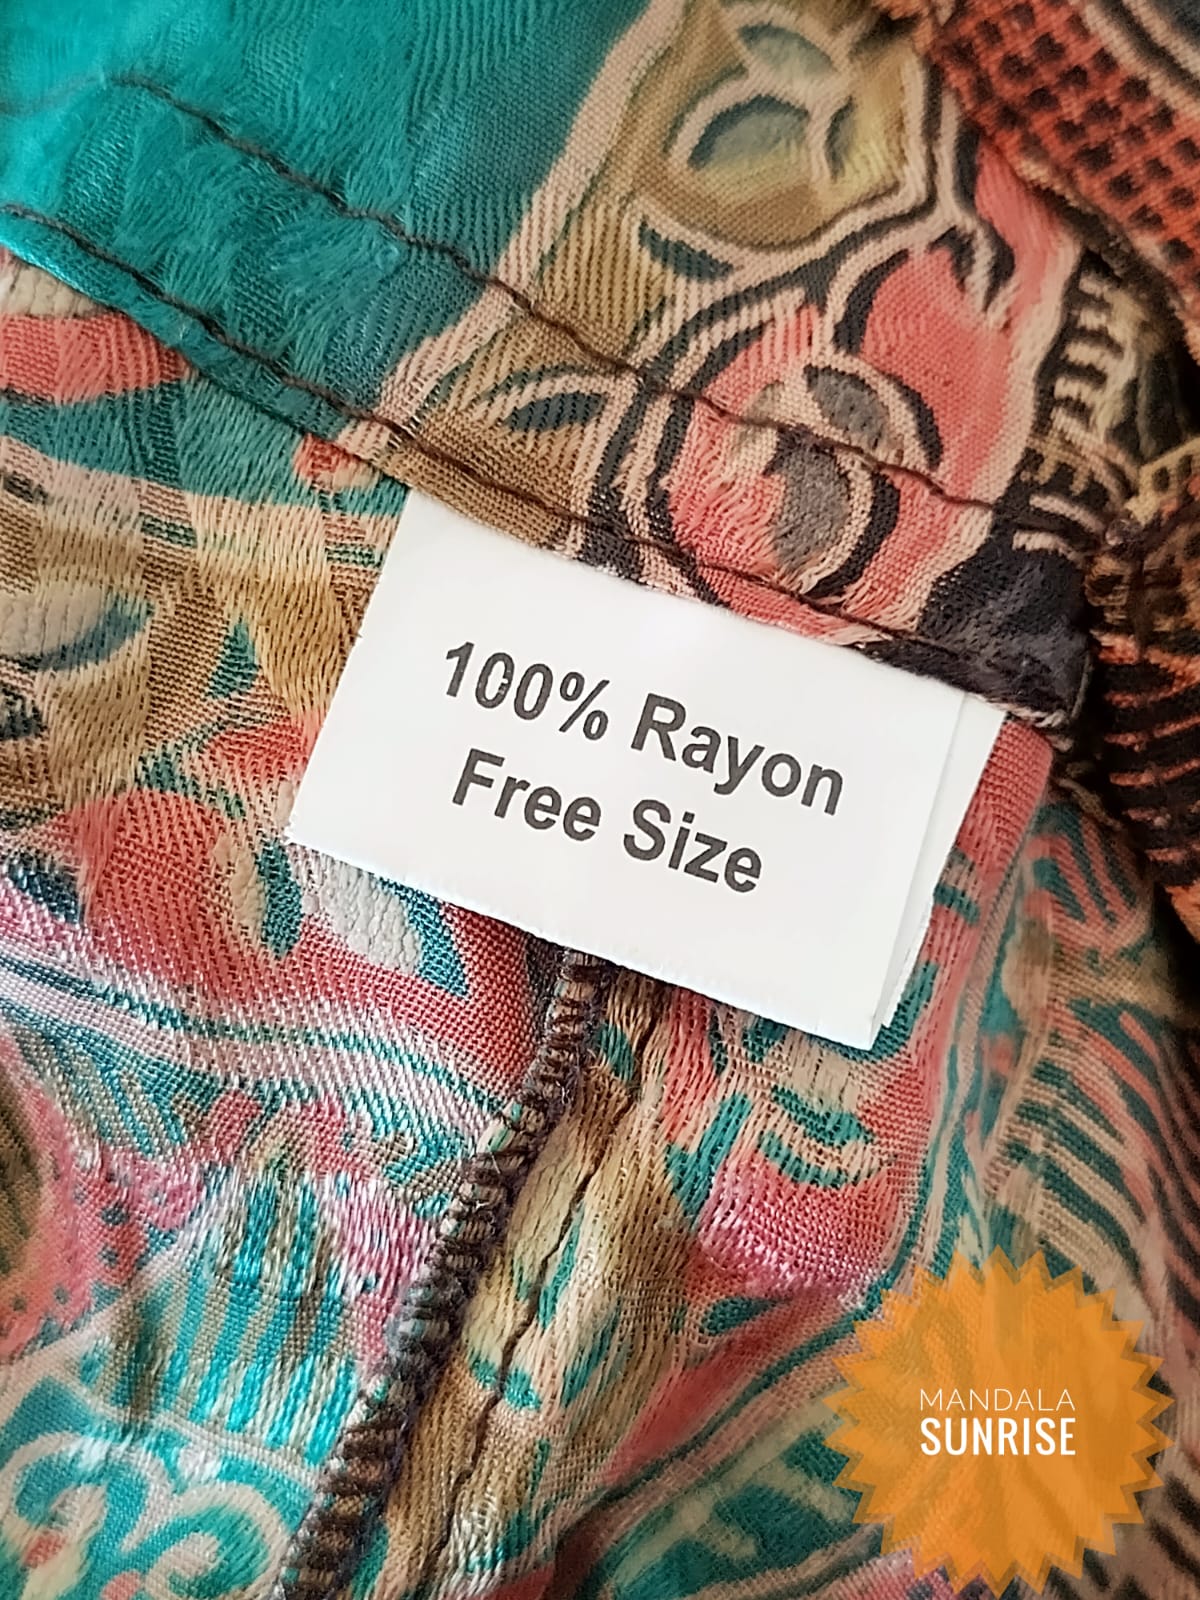 100% Rayon
Free Size
MANDALA
SUNRISE